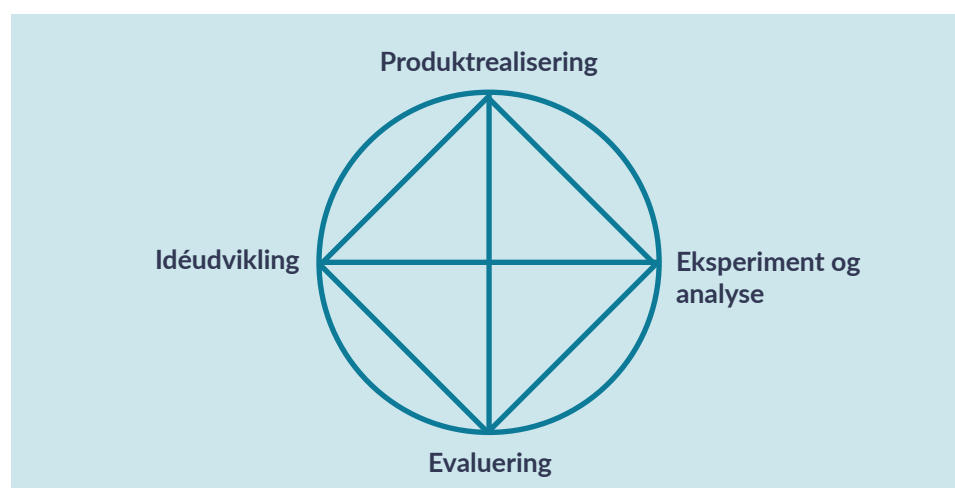 Produktrealisering
Idéudvikling
Eksperiment og
analyse
Evaluering